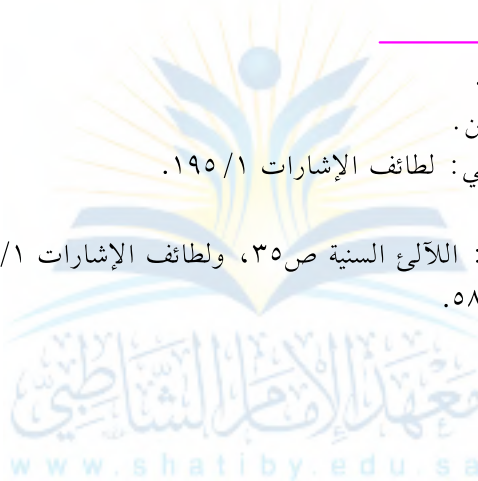 .
ن.
ي: لطائف الإشارات ١/١٩٥.
: اللآلئ السنية ص٣٥، ولطائف الإشارات ١/
٥٨.
معهد الإمام الشاطبي
www.shatiby.edu.sa